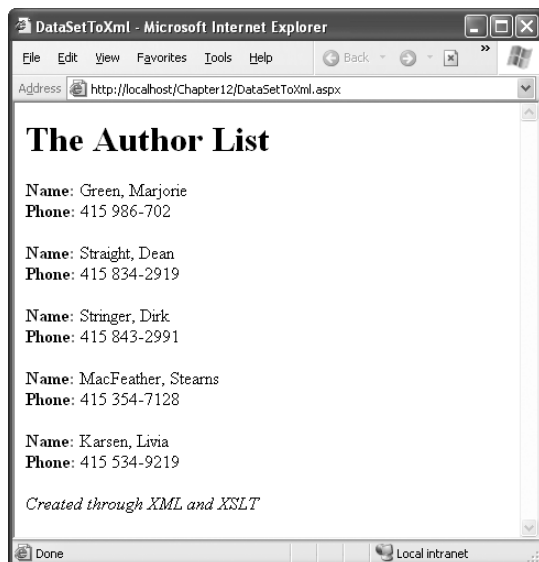 DataSetToXml - Microsoft Internet Explorer
File Edit View Favorites Tools Help Back »
Address http://localhost/Chapter12/DataSetToXml.aspx
The Author List
Name: Green, Marjorie
Phone: 415 986-702
Name: Straight, Dean
Phone: 415 834-2919
Name: Stringer, Dirk
Phone: 415 843-2991
Name: MacFeather, Stearns
Phone: 415 354-7128
Name: Karsen, Livia
Phone: 415 534-9219
Created through XML and XSLT
Done Local intranet